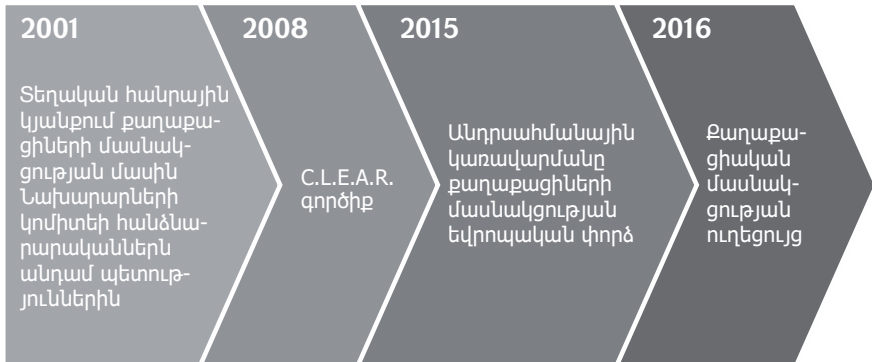 2001
Տեղական հանրային
կյանքում քաղաքա-
ցիների մասնակ-
ցության մասին
Նախարարների
կոմիտեի հանձնա-
րարականներն
անդամ պետութ-
յուններին
2008
C.L.E.A.R.
գործիք
2015
Անդրսահմանային
կառավարմանը
քաղաքացիների
մասնակցության
եվրոպական փորձ
2016
Քաղաքա-
ցիական
մասնակ-
ցության
ուղեցույց